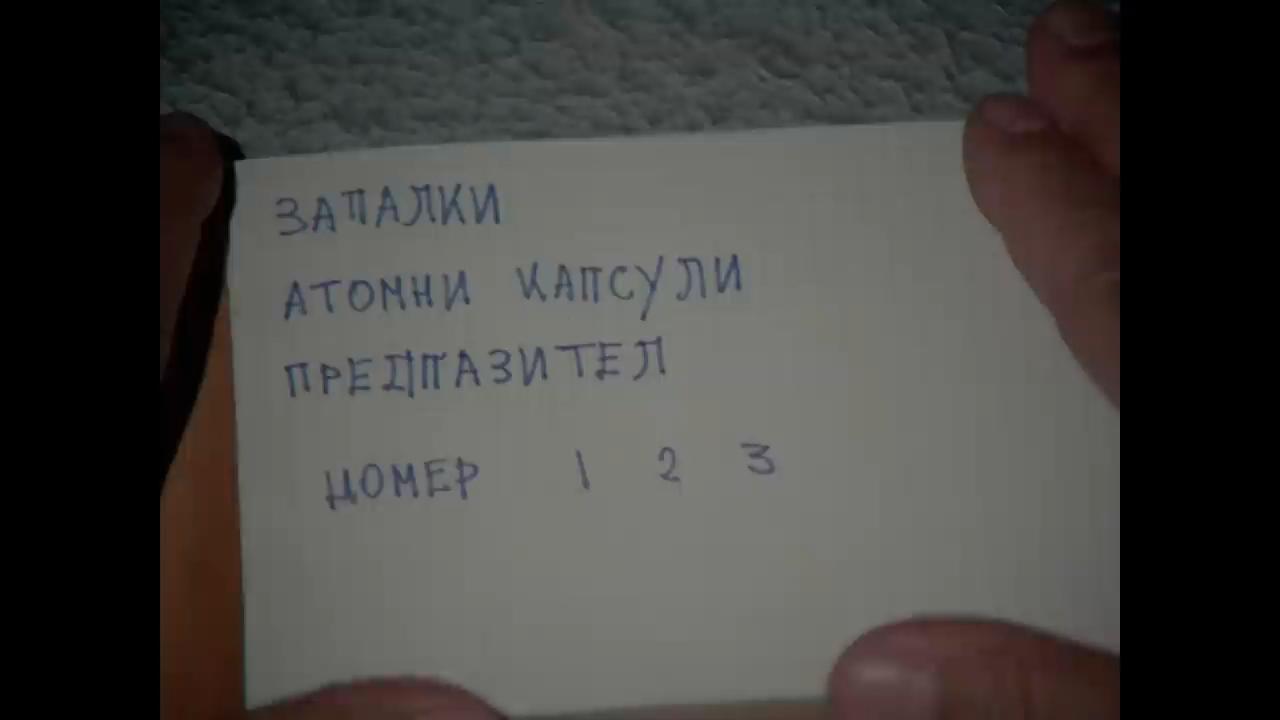 ЗАПАЛКИ
АТОМНИ КАПСУЛИ
ПРЕДПАЗИТЕЛ
НОМЕР 1 2 3